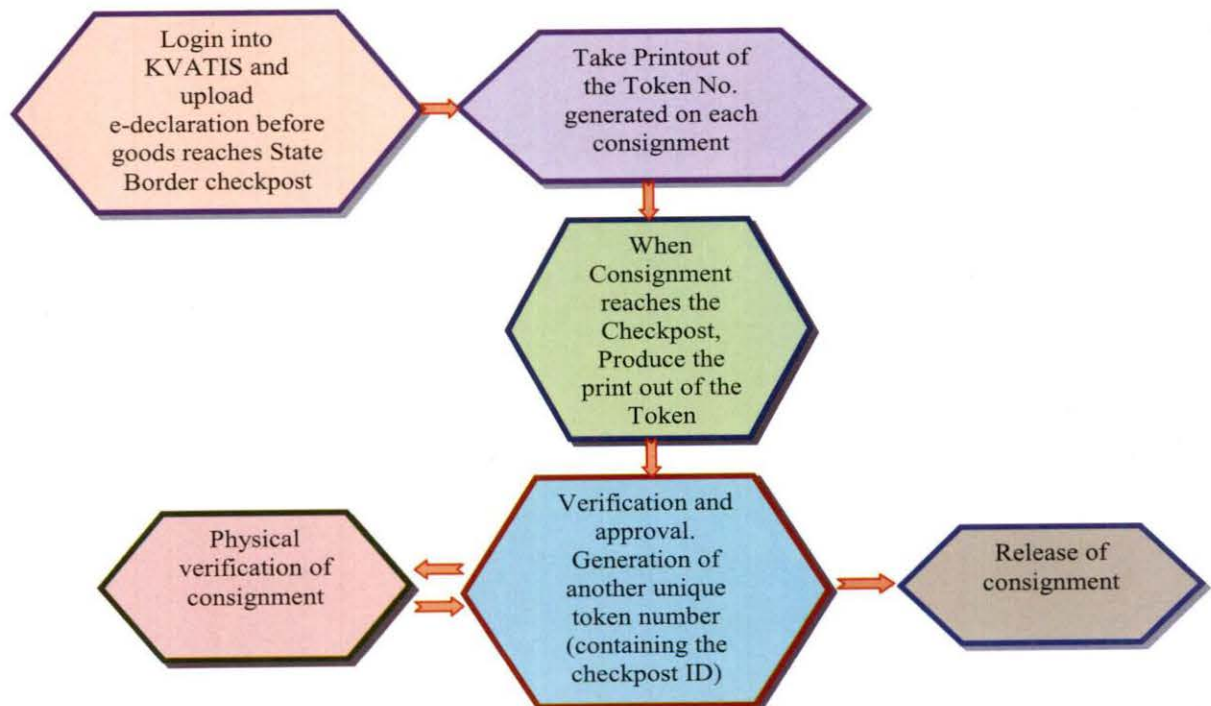 Login into
KVATIS and
upload
e-declaration before
goods reaches State
Border checkpost
Take Printout of
the Token No.
generated on each
consignment
When
Consignment
reaches the
Checkpost,
Produce the
print out of the
Token
Verification and
approval.
Generation of
another unique
token number
(containing the
checkpost ID)
Physical
verification of
consignment
Release of
consignment